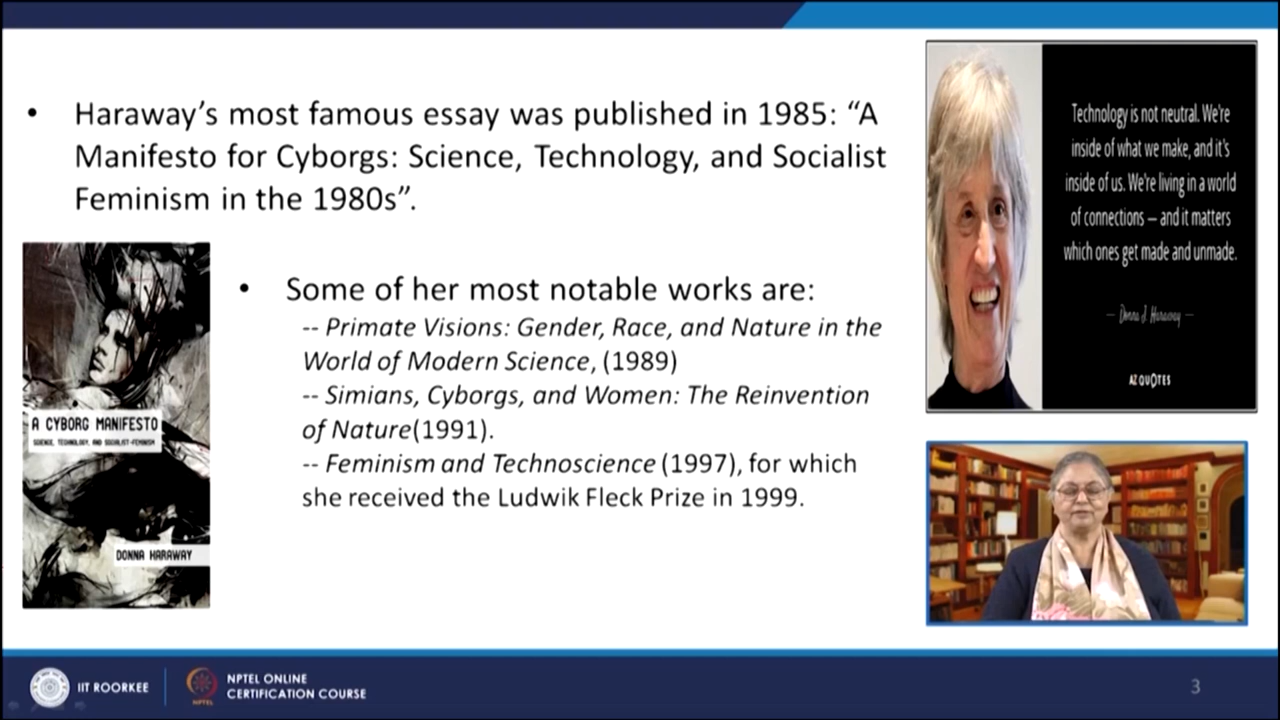 • Haraway’s most famous essay was published in 1985: “A
Manifesto for Cyborgs: Science, Technology, and Socialist
Feminism in the 1980s”.
• Some of her most notable works are:
-- Primate Visions: Gender, Race, and Nature in the
World of Modern Science, (1989)
-- Simians, Cyborgs, and Women: The Reinvention
of Nature(1991).
-- Feminism and Technoscience (1997), for which
she received the Ludwik Fleck Prize in 1999.
A CYBORG MANIFESTO
SCIENCE, TECHNOLOGY, AND SOCIALIST-FEMINISM
DONNA HARAWAY
Technology is not neutral. We're
inside of what we make, and it's
inside of us. We're living in a world
of connections – and it matters
which ones get made and unmade.
— Donna J. Haraway —
AZ QUOTES
IIT ROORKEE
NPTEL
NPTEL ONLINE
CERTIFICATION COURSE
3